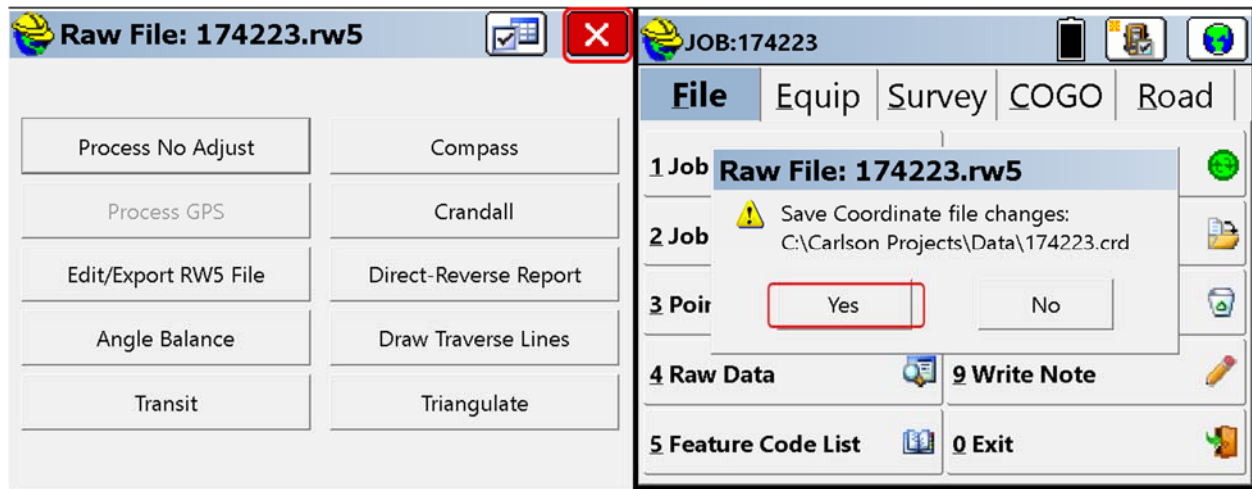 Raw File: 174223.rw5
Process No Adjust
Compass
Process GPS
Crandall
Edit/Export RW5 File
Direct-Reverse Report
Angle Balance
Draw Traverse Lines
Transit
Triangulate
JOB:174223
File Equip Survey COGO Road
1 Job
Raw File: 174223.rw5
Save Coordinate file changes:
C:\Carlson Projects\Data\174223.crd
2 Job
Yes
No
3 Poin
4 Raw Data
9 Write Note
5 Feature Code List
0 Exit